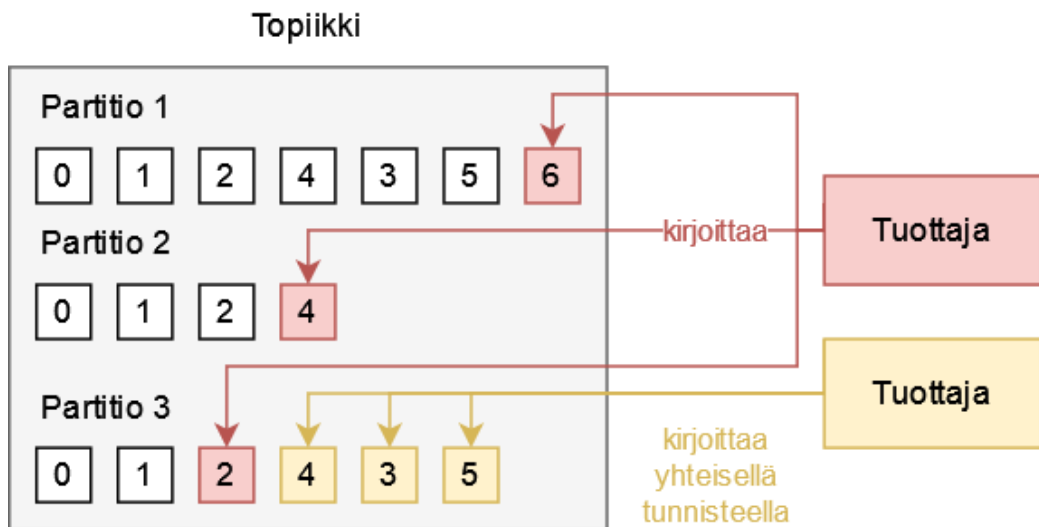 Topiikki
Partitio 1
0 1 2 4 3 5 6
kirjoittaa
Tuottaja
Partitio 2
0 1 2 4
Tuottaja
Partitio 3
0 1 2 4 3 5
kirjoittaa
yhteisellä
tunnisteella